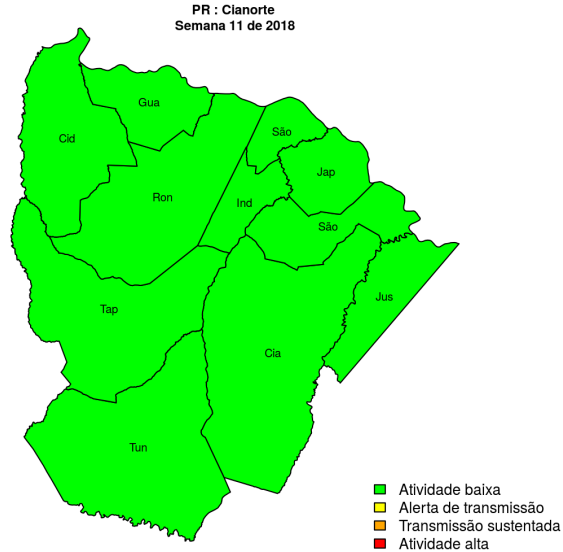 PR : Cianorte
Semana 11 de 2018
Gua
São
Cid
Jap
Ron
Ind
São
Jus
Tap
Cia
Tun
Atividade baixa
Alerta de transmissão
Transmissão sustentada
Atividade alta